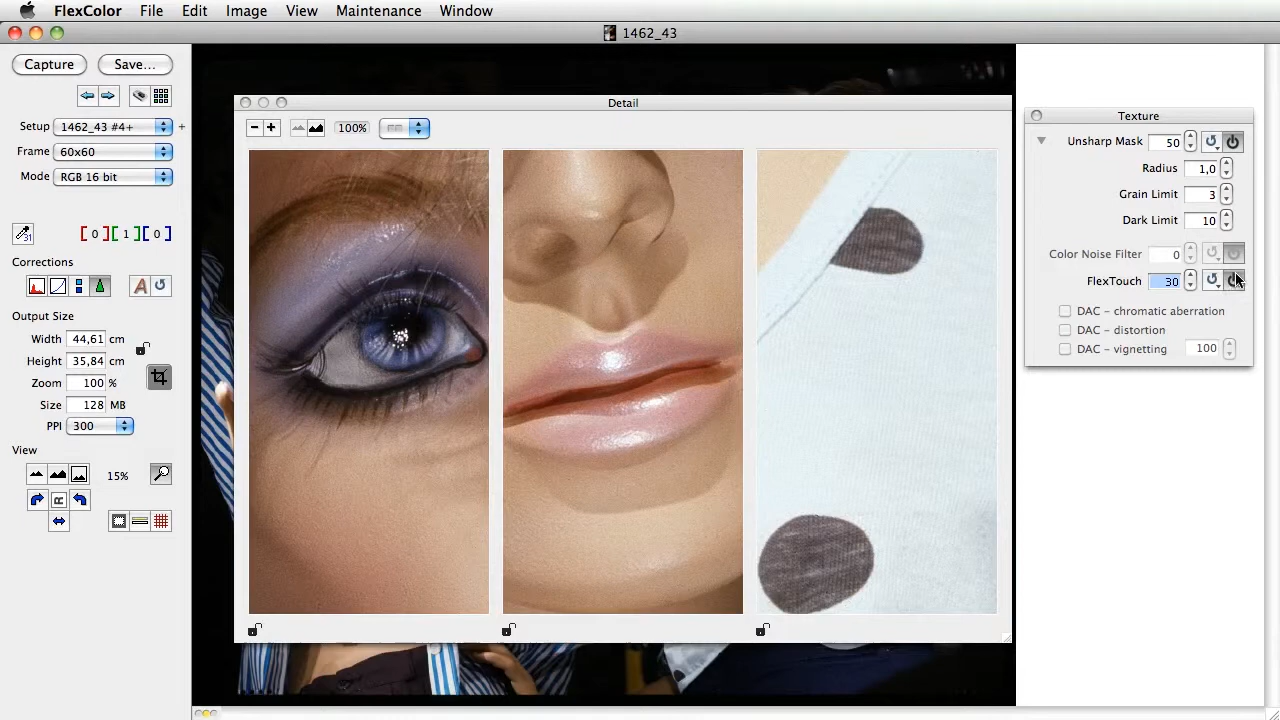 FlexColor File Edit Image View Maintenance Window
1462_43
Capture Save...
Setup 1462_43 #4+ +
Frame 60x60
Mode RGB 16 bit
31 [ 0 ] [ 1 ] [ 0 ]
Corrections
A
Output Size
Width 44,61 cm
Height 35,84 cm
Zoom 100 %
Size 128 MB
PPI 300
View
15%
R
Detail
100%
Texture
Unsharp Mask 50
Radius 1,0
Grain Limit 3
Dark Limit 10
Color Noise Filter 0
FlexTouch 30
DAC - chromatic aberration
DAC - distortion
DAC - vignetting 100